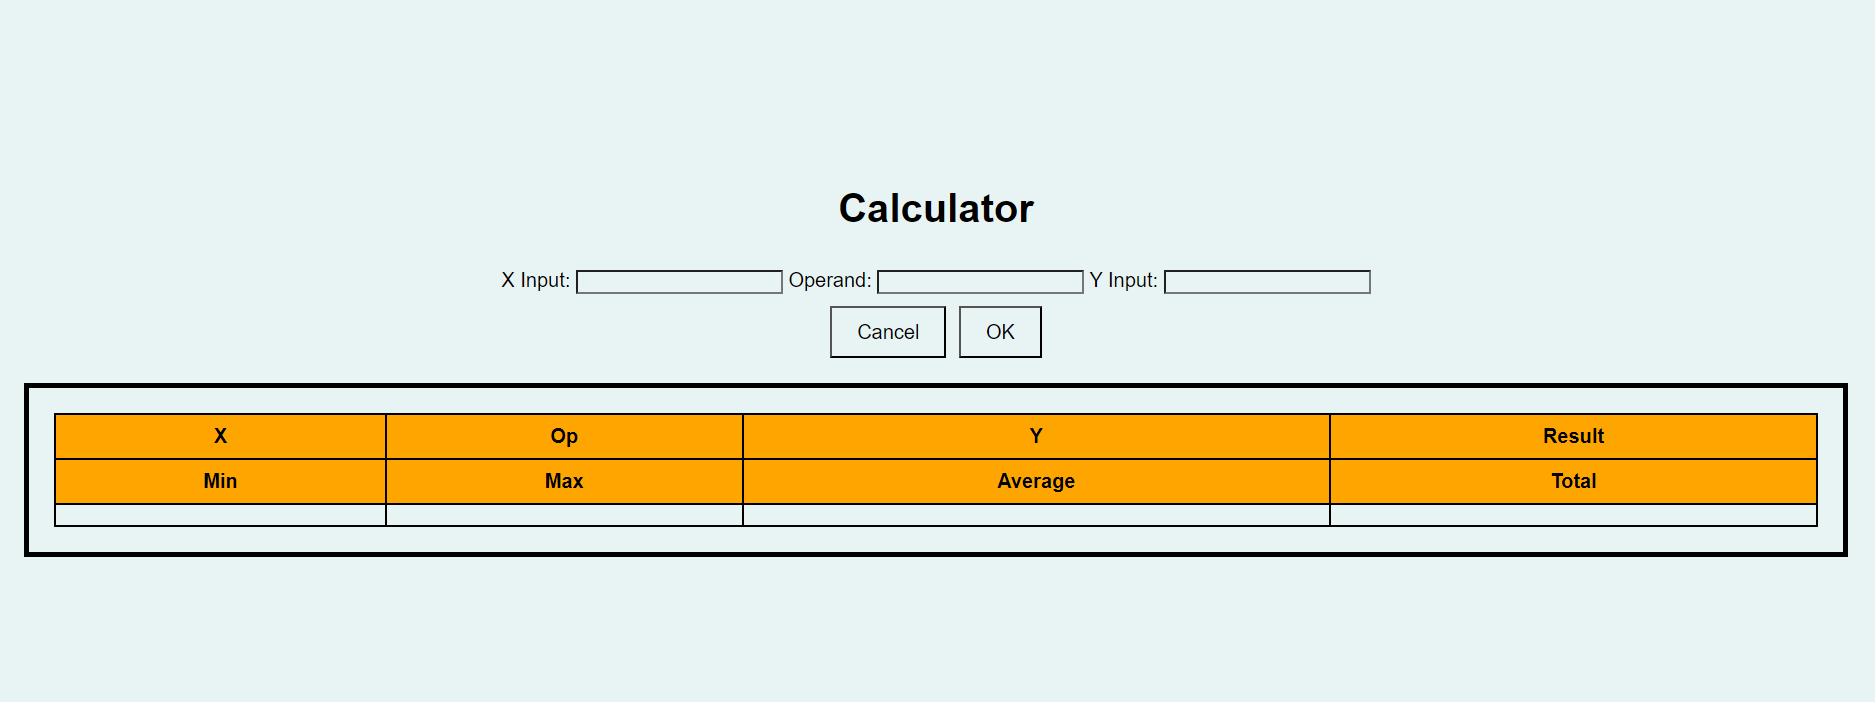 Calculator
X Input: Operand: Y Input:
Cancel OK
X Op Y Result
Min Max Average Total